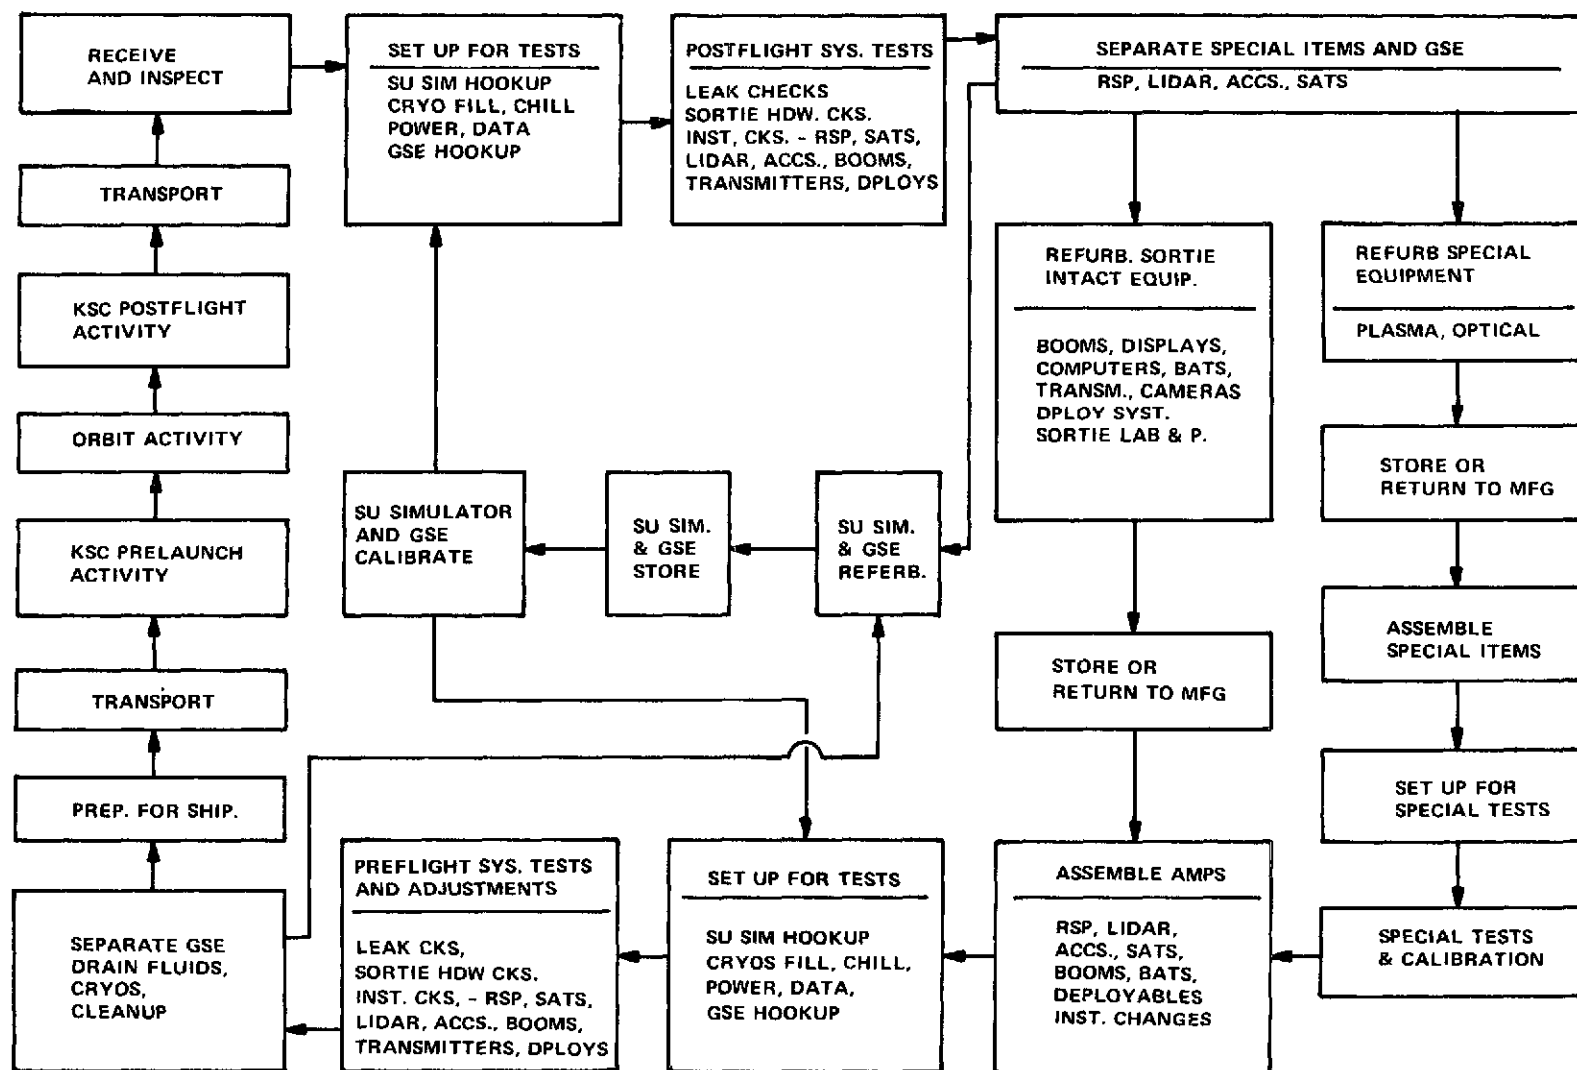 RECEIVE
AND INSPECT
SET UP FOR TESTS
SU SIM HOOKUP
CRYO FILL, CHILL
POWER, DATA
GSE HOOKUP
POSTFLIGHT SYS. TESTS
LEAK CHECKS
SORTIE HDW. CKS.
INST, CKS. - RSP, SATS,
LIDAR, ACCS., BOOMS,
TRANSMITTERS, DPLOYS
SEPARATE SPECIAL ITEMS AND GSE
RSP, LIDAR, ACCS., SATS
TRANSPORT
KSC POSTFLIGHT
ACTIVITY
ORBIT ACTIVITY
KSC PRELAUNCH
ACTIVITY
TRANSPORT
PREP. FOR SHIP.
REFURB. SORTIE
INTACT EQUIP.
BOOMS, DISPLAYS,
COMPUTERS, BATS,
TRANSM., CAMERAS
DPLOY SYST.
SORTIE LAB & P.
REFURB SPECIAL
EQUIPMENT
PLASMA, OPTICAL
STORE OR
RETURN TO MFG
SU SIMULATOR
AND GSE
CALIBRATE
SU SIM.
& GSE
STORE
SU SIM.
& GSE
REFERB.
STORE OR
RETURN TO MFG
ASSEMBLE
SPECIAL ITEMS
SET UP FOR
SPECIAL TESTS
SEPARATE GSE
DRAIN FLUIDS,
CRYOS,
CLEANUP
PREFLIGHT SYS. TESTS
AND ADJUSTMENTS
LEAK CKS,
SORTIE HDW CKS.
INST. CKS, - RSP, SATS,
LIDAR, ACCS., BOOMS,
TRANSMITTERS, DPLOYS
SET UP FOR TESTS
SU SIM HOOKUP
CRYOS FILL, CHILL,
POWER, DATA,
GSE HOOKUP
ASSEMBLE AMPS
RSP, LIDAR,
ACCS., SATS,
BOOMS, BATS,
DEPLOYABLES
INST. CHANGES
SPECIAL TESTS
& CALIBRATION